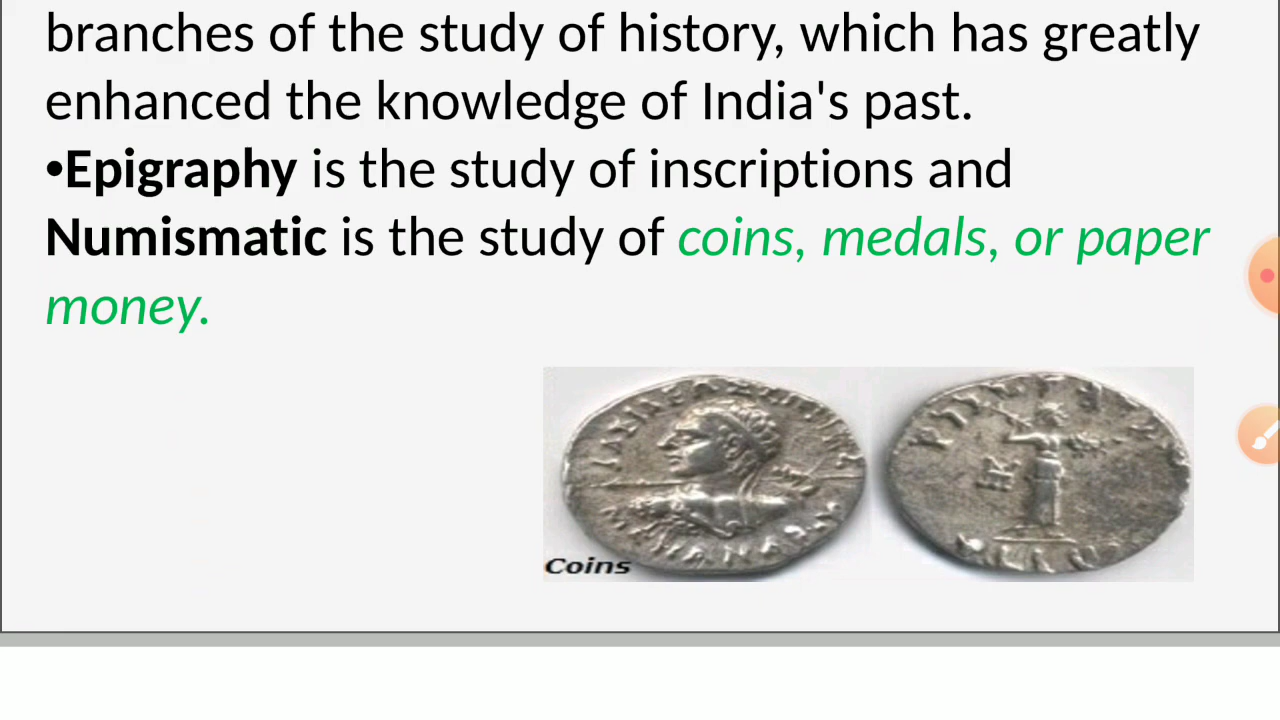 branches of the study of history, which has greatly
enhanced the knowledge of India's past.
•Epigraphy is the study of inscriptions and
Numismatic is the study of coins, medals, or paper
money.
Coins